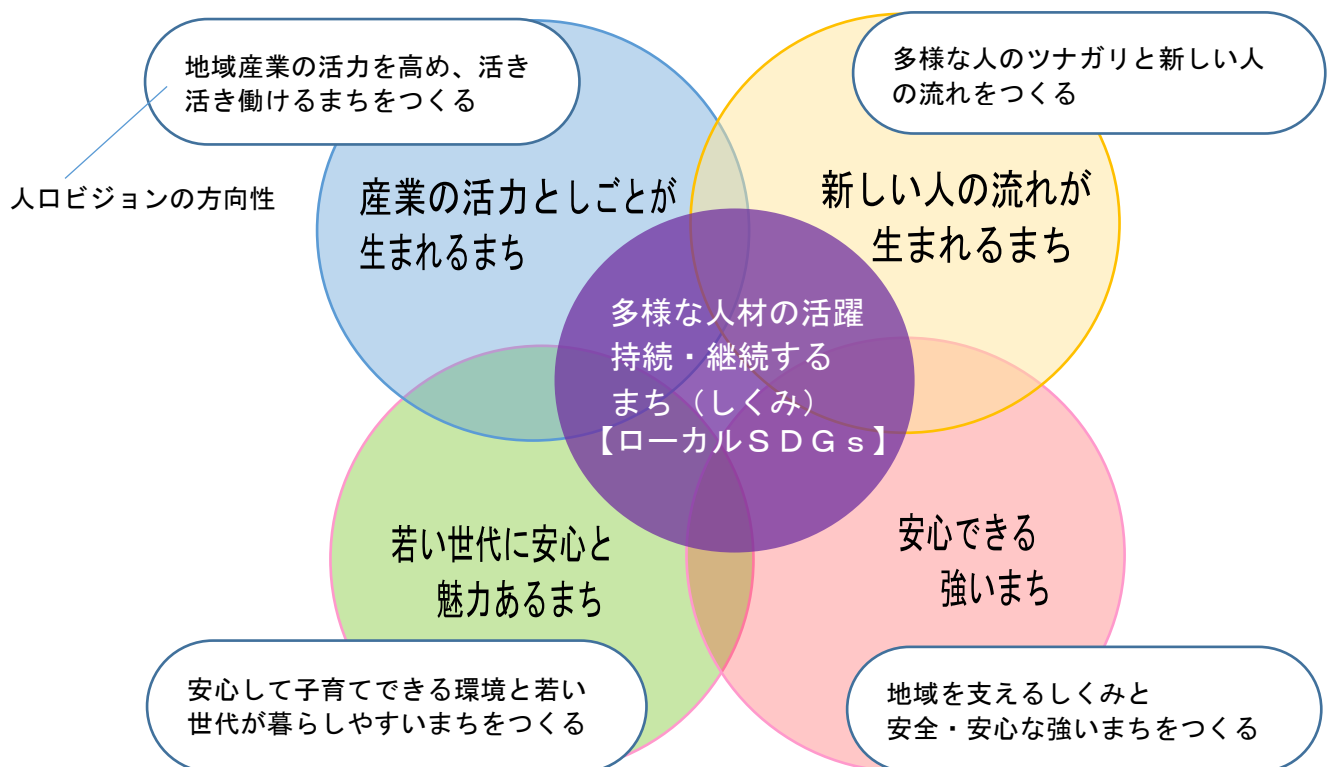 地域産業の活力を高め、活き
活き働けるまちをつくる
多様な人のツナガリと新しい人
の流れをつくる
人口ビジョンの方向性
産業の活力としごとが
生まれるまち
新しい人の流れが
生まれるまち
多様な人材の活躍
持続・継続する
まち（しくみ）
【ローカルＳＤＧｓ】
若い世代に安心と
魅力あるまち
安心できる
強いまち
安心して子育てできる環境と若い
世代が暮らしやすいまちをつくる
地域を支えるしくみと
安全・安心な強いまちをつくる